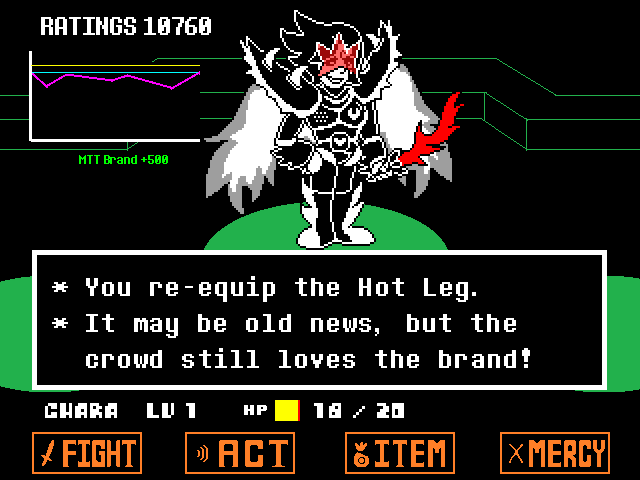 RATINGS 10760
MTT Brand +500
* You re-equip the Hot Leg.
* It may be old news, but the
crowd still loves the brand!
CHARA LV 1 HP 18 / 20
FIGHT ACT ITEM MERCY